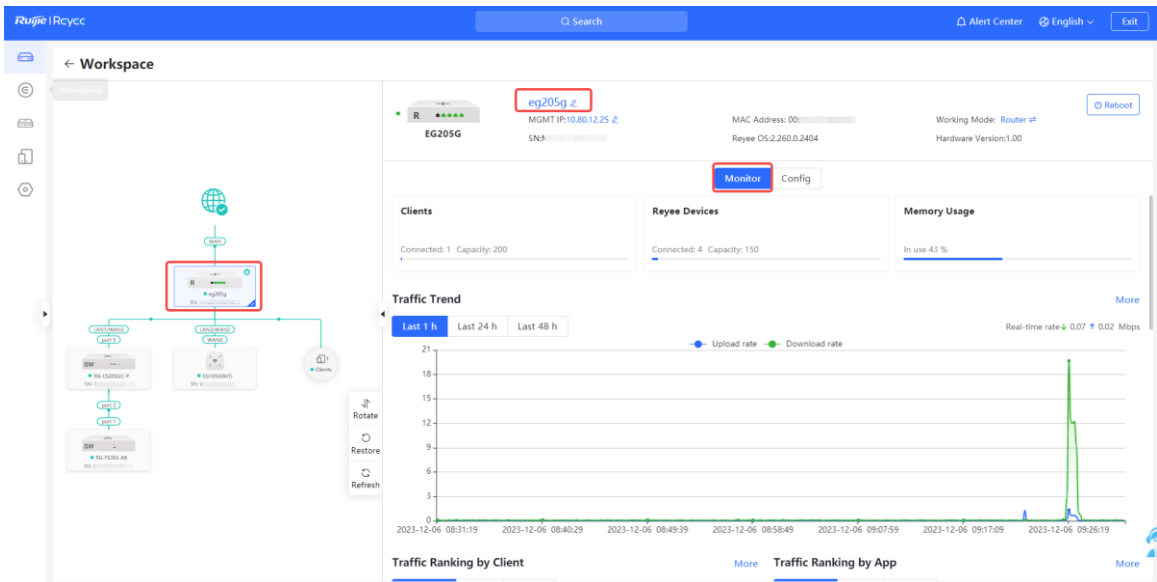 Ruijie | Rcycc
Search
Alert Center
English
Exit
← Workspace
Workspace
WAN
R
eg205g
SN:
LAN1/WAN3
port 3
SW
RG-ES205GC-P
LAN2/WAN2
WAN0
1
Clients
port 2
port 1
SW
Rotate
Restore
Refresh
R
EG205G
eg205g
MGMT IP:10.80.12.25
MAC Address: 00:
Working Mode: Router
Reyee OS:2.260.0.2404
Hardware Version:1.00
Reboot
Monitor
Config
Clients
Connected: 1 Capacity: 200
Reyee Devices
Connected: 4 Capacity: 150
Memory Usage
In use 43 %
Traffic Trend
More
Last 1 h
Last 24 h
Last 48 h
Real-time rate↓ 0.07 ↑ 0.02 Mbps
Upload rate
Download rate
21
18
15
12
9
6
3
0
2023-12-06 08:31:19
2023-12-06 08:40:29
2023-12-06 08:49:39
2023-12-06 08:58:49
2023-12-06 09:07:59
2023-12-06 09:17:09
2023-12-06 09:26:19
Traffic Ranking by Client
More
Traffic Ranking by App
More